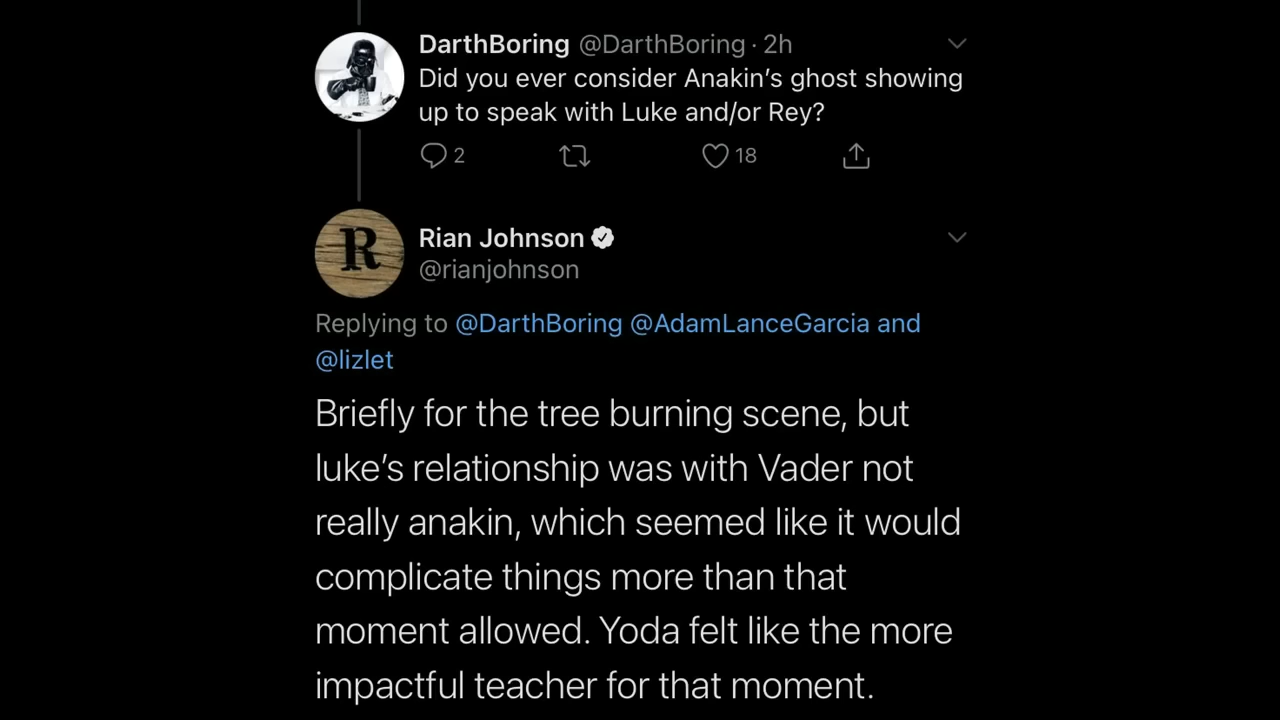 DarthBoring @DarthBoring · 2h
Did you ever consider Anakin’s ghost showing
up to speak with Luke and/or Rey?
2 18
R
Rian Johnson
@rianjohnson
Replying to @DarthBoring @AdamLanceGarcia and
@lizlet
Briefly for the tree burning scene, but
luke’s relationship was with Vader not
really anakin, which seemed like it would
complicate things more than that
moment allowed. Yoda felt like the more
impactful teacher for that moment.